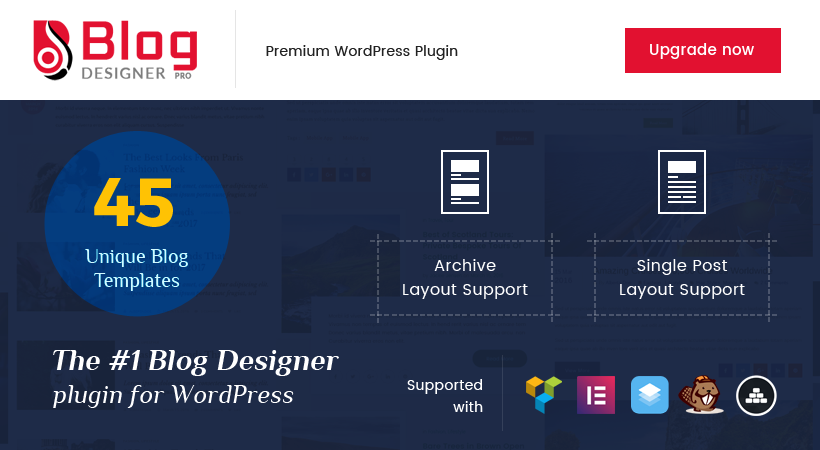 Blog
DESIGNER PRO
Premium WordPress Plugin
Upgrade now
45
Unique Blog
Templates
Archive
Layout Support
Single Post
Layout Support
The #1 Blog Designer
plugin for WordPress
Supported
with